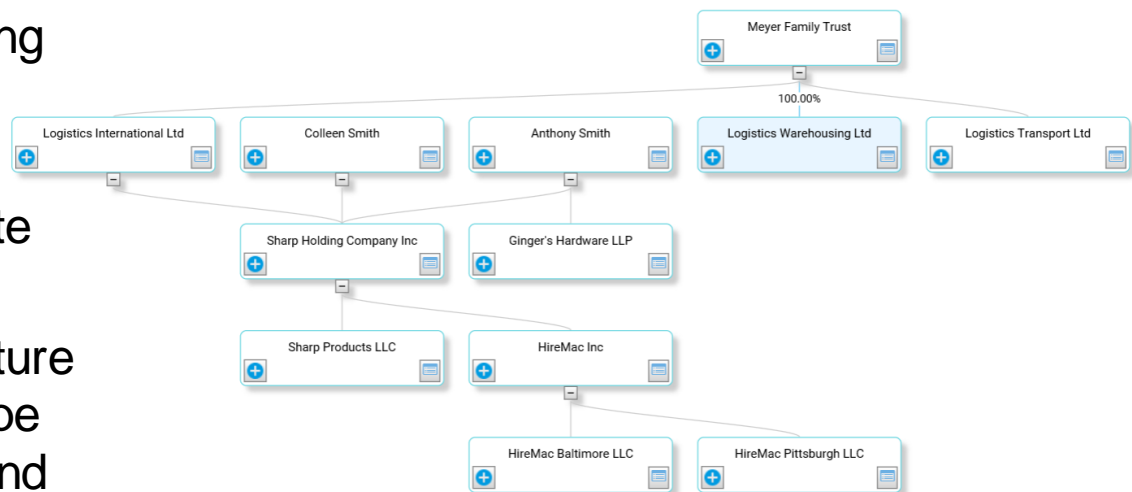 ng
te
ture
be
nd
Meyer Family Trust
100.00%
Logistics International Ltd
Colleen Smith
Anthony Smith
Logistics Warehousing Ltd
Logistics Transport Ltd
Sharp Holding Company Inc
Ginger's Hardware LLP
Sharp Products LLC
HireMac Inc
HireMac Baltimore LLC
HireMac Pittsburgh LLC